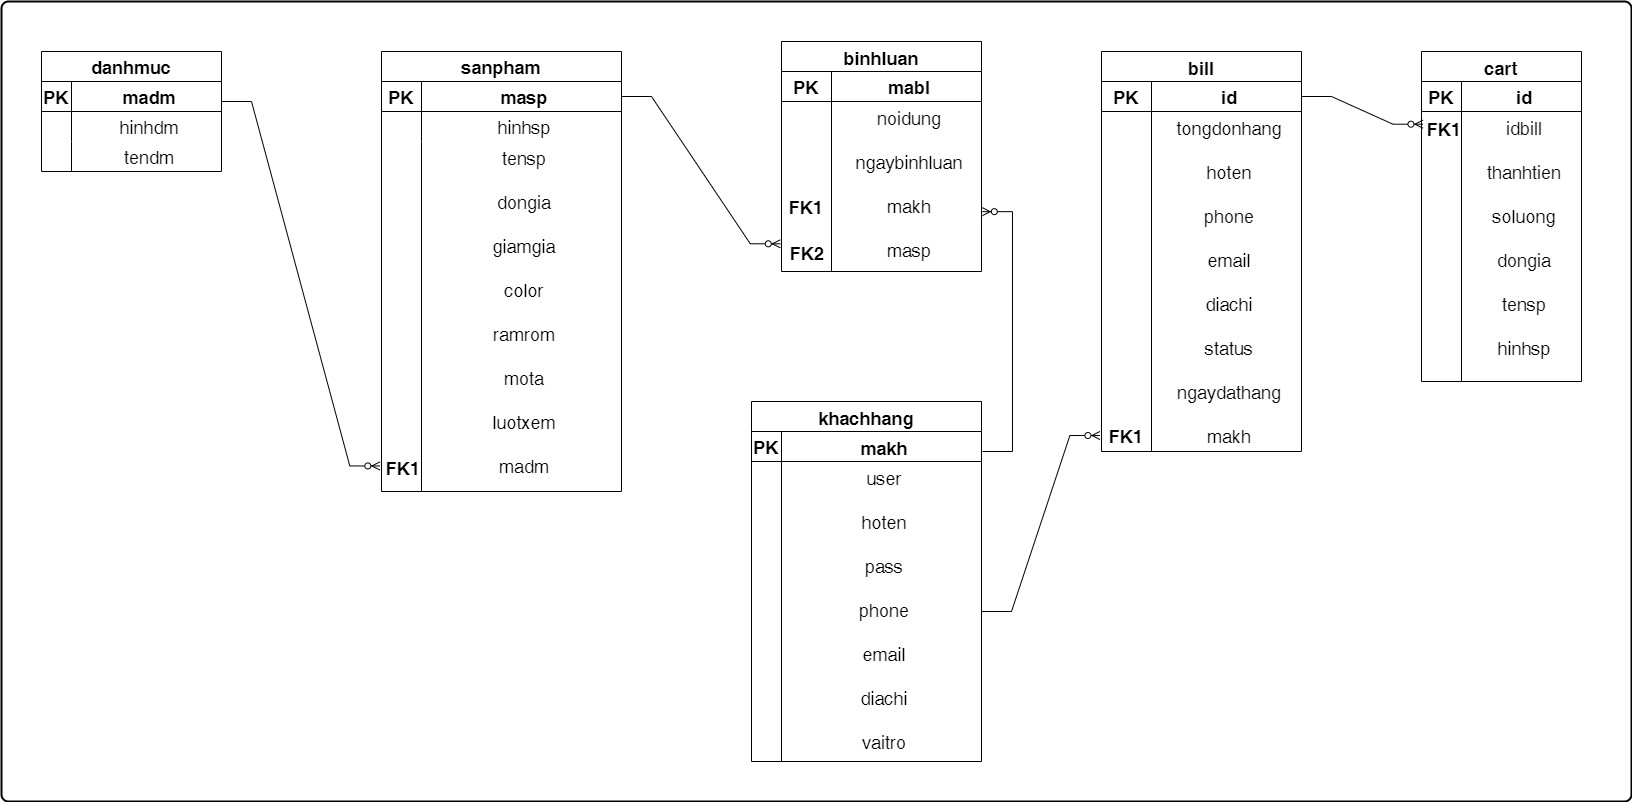 danhmuc
PK madm
hinhdm
tendm
sanpham
PK masp
hinhsp
tensp
dongia
giamgia
color
ramrom
mota
luotxem
FK1 madm
binhluan
PK mabl
noidung
ngaybinhluan
FK1 makh
FK2 masp
khachhang
PK makh
user
hoten
pass
phone
email
diachi
vaitro
bill
PK id
tongdonhang
hoten
phone
email
diachi
status
ngaydathang
FK1 makh
cart
PK id
FK1 idbill
thanhtien
soluong
dongia
tensp
hinhsp